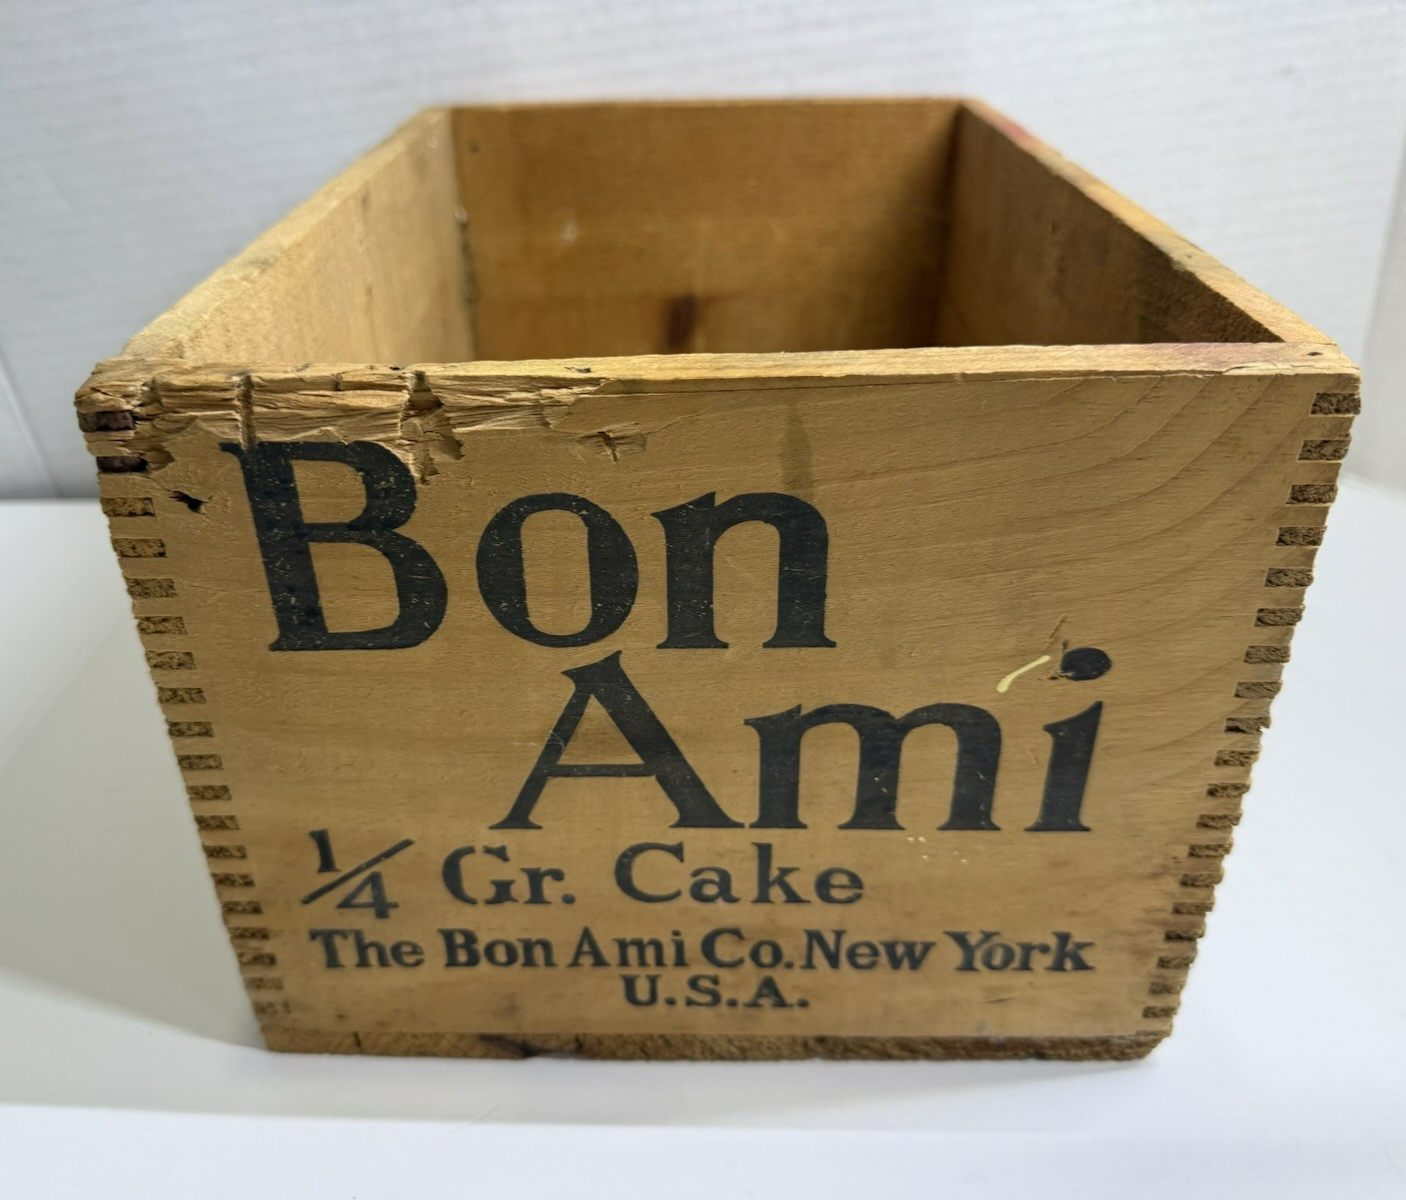 Bon
Ami
1/4 Gr. Cake
The Bon Ami Co. New York
U.S.A.